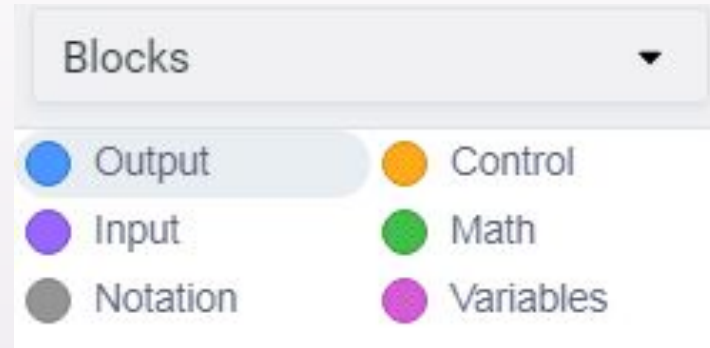 Blocks
Output Control
Input Math
Notation Variables